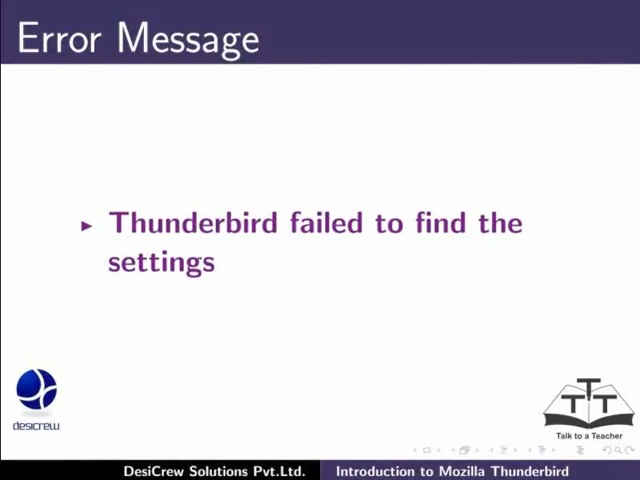 Error Message
▶ Thunderbird failed to find the
settings
desicrew
TTT
Talk to a Teacher
DesiCrew Solutions Pvt.Ltd. Introduction to Mozilla Thunderbird